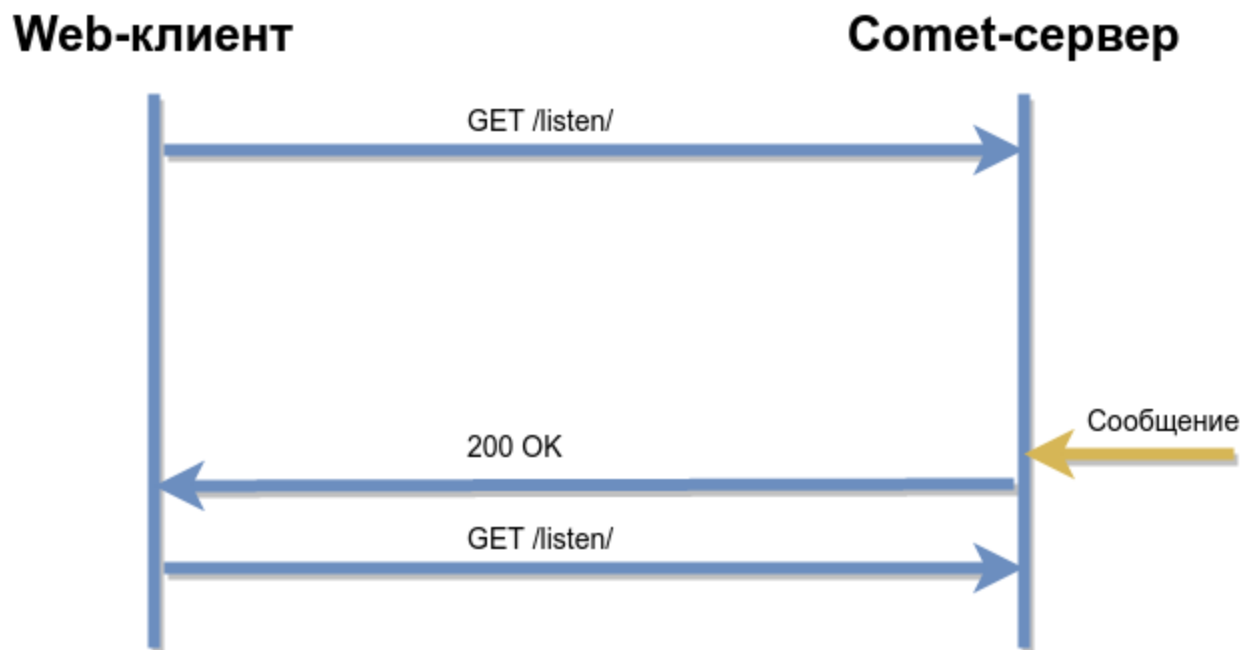 Web-клиент
Comet-сервер
GET /listen/
Сообщение
200 OK
GET /listen/